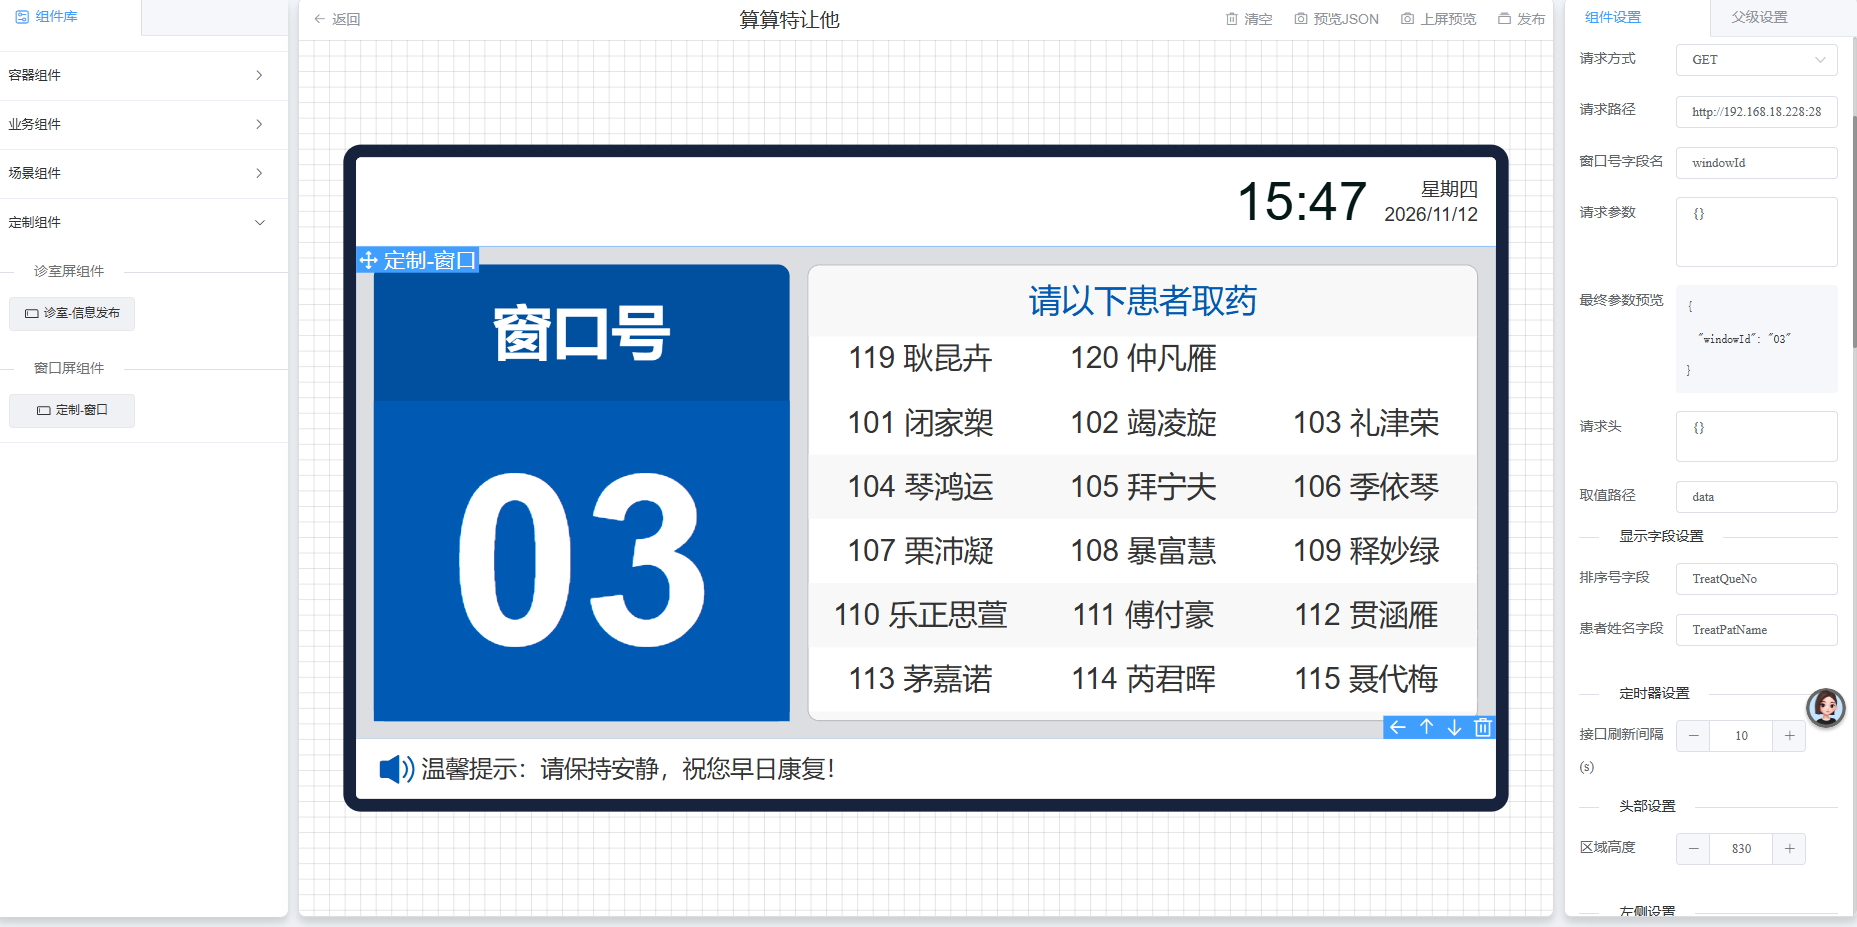 组件库
容器组件
业务组件
场景组件
定制组件
诊室屏组件
诊室-信息发布
窗口屏组件
定制-窗口
返回
算算特让他
清空
预览JSON
上屏预览
发布
15:47
星期四
2026/11/12
定制-窗口
窗口号
03
请以下患者取药
119 耿昆卉
120 仲凡雁
101 闭家槊
102 竭凌旋
103 礼津荣
104 琴鸿运
105 拜宁夫
106 季依琴
107 栗沛凝
108 暴富慧
109 释妙绿
110 乐正思萱
111 傅付豪
112 贯涵雁
113 茅嘉诺
114 芮君晖
115 聂代梅
温馨提示：请保持安静，祝您早日康复！
组件设置
父级设置
请求方式
GET
请求路径
http://192.168.18.228:28
窗口号字段名
windowId
请求参数
{}
最终参数预览
{
"windowId": "03"
}
请求头
{}
取值路径
data
显示字段设置
排序号字段
TreatQueNo
患者姓名字段
TreatPatName
定时器设置
接口刷新间隔
(s)
10
头部设置
区域高度
830
左侧设置